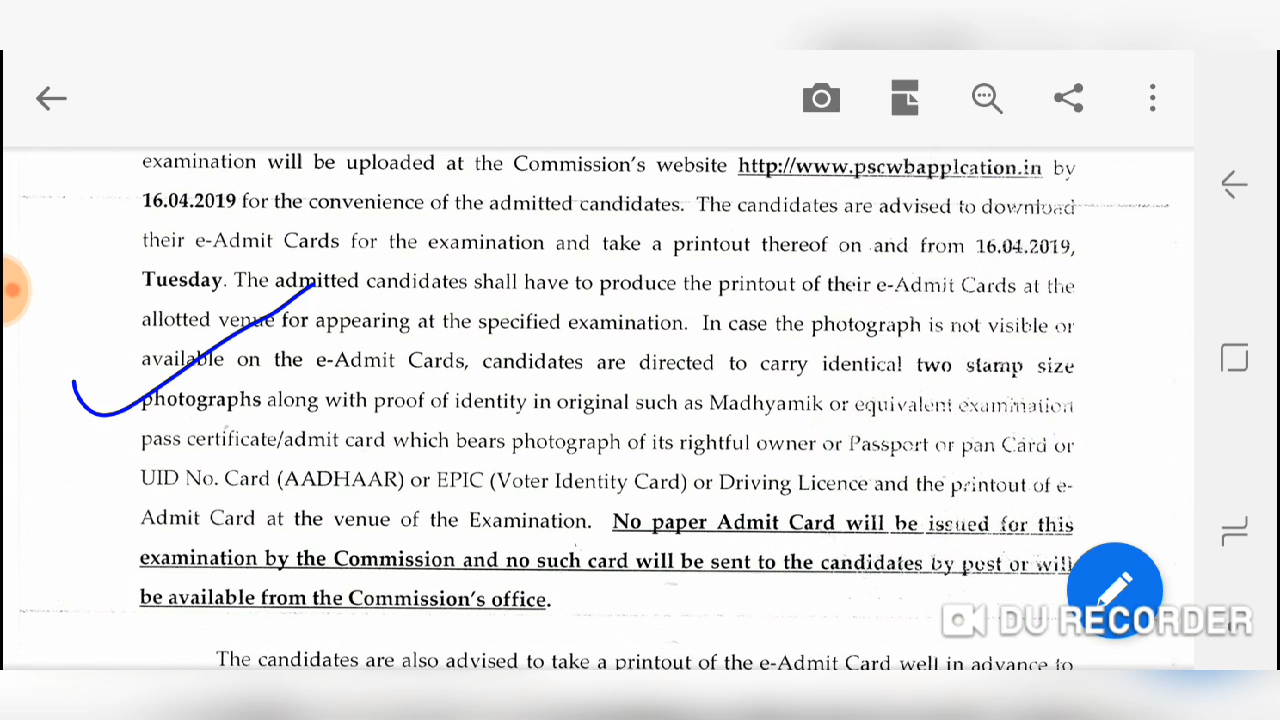 examination will be uploaded at the Commission's website http://www.pscwbapplcation.in by
16.04.2019 for the convenience of the admitted candidates. The candidates are advised to download
their e-Admit Cards for the examination and take a printout thereof on and from 16.04.2019,
Tuesday. The admitted candidates shall have to produce the printout of their e-Admit Cards at the
allotted venue for appearing at the specified examination. In case the photograph is not visible or
available on the e-Admit Cards, candidates are directed to carry identical two stamp size
photographs along with proof of identity in original such as Madhyamik or equivalent examination
pass certificate/admit card which bears photograph of its rightful owner or Passport or pan Card or
UID No. Card (AADHAAR) or EPIC (Voter Identity Card) or Driving Licence and the printout of e-
Admit Card at the venue of the Examination. No paper Admit Card will be issued for this
examination by the Commission and no such card will be sent to the candidates by post or will
be available from the Commission's office.
DU RECORDER
The candidates are also advised to take a printout of the e-Admit Card well in advance to